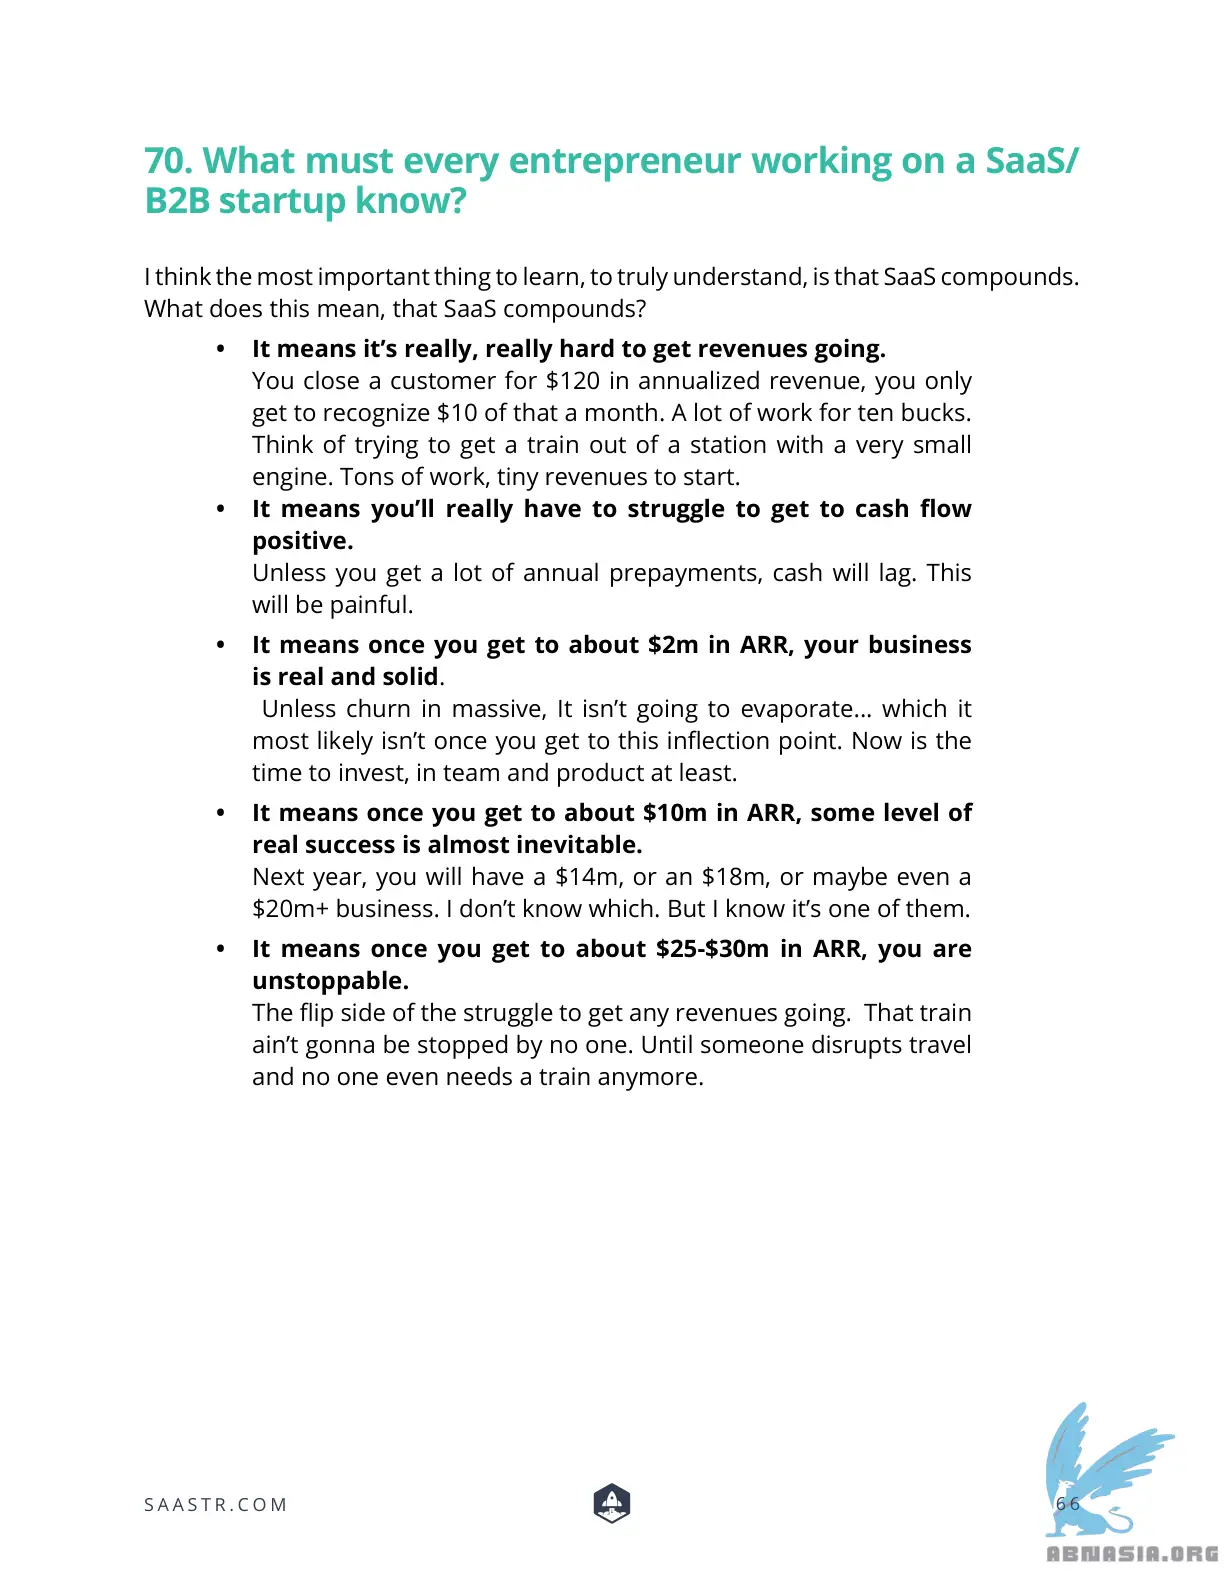 70. What must every entrepreneur working on a SaaS/
B2B startup know?
I think the most important thing to learn, to truly understand, is that SaaS compounds.
What does this mean, that SaaS compounds?
• It means it’s really, really hard to get revenues going.
You close a customer for $120 in annualized revenue, you only
get to recognize $10 of that a month. A lot of work for ten bucks.
Think of trying to get a train out of a station with a very small
engine. Tons of work, tiny revenues to start.
• It means you’ll really have to struggle to get to cash flow
positive.
Unless you get a lot of annual prepayments, cash will lag. This
will be painful.
• It means once you get to about $2m in ARR, your business
is real and solid.
Unless churn in massive, It isn’t going to evaporate... which it
most likely isn’t once you get to this inflection point. Now is the
time to invest, in team and product at least.
• It means once you get to about $10m in ARR, some level of
real success is almost inevitable.
Next year, you will have a $14m, or an $18m, or maybe even a
$20m+ business. I don’t know which. But I know it’s one of them.
• It means once you get to about $25-$30m in ARR, you are
unstoppable.
The flip side of the struggle to get any revenues going.  That train
ain’t gonna be stopped by no one. Until someone disrupts travel
and no one even needs a train anymore.
SAASTR.COM
66
ABNASIA.ORG